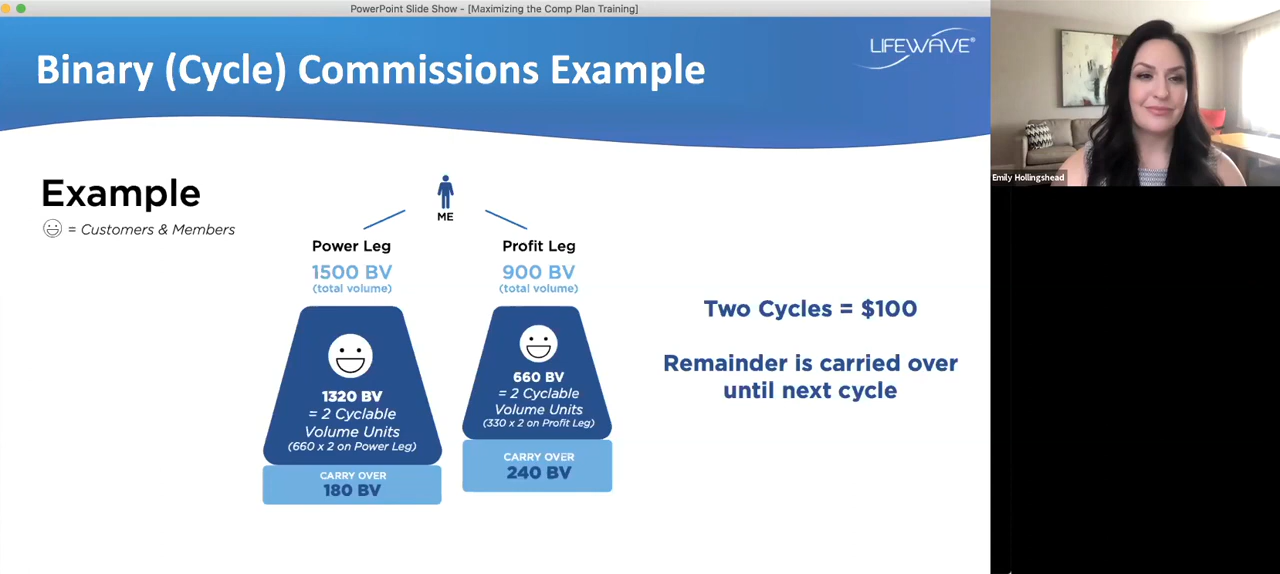 PowerPoint Slide Show - [Maximizing the Comp Plan Training]
Binary (Cycle) Commissions Example
LIFEWAVE®
Emily Hollingshead
Example
= Customers & Members
ME
Power Leg
1500 BV
(total volume)
1320 BV
= 2 Cyclable
Volume Units
(660 x 2 on Power Leg)
CARRY OVER
180 BV
Profit Leg
900 BV
(total volume)
660 BV
= 2 Cyclable
Volume Units
(330 x 2 on Profit Leg)
CARRY OVER
240 BV
Two Cycles = $100
Remainder is carried over
until next cycle